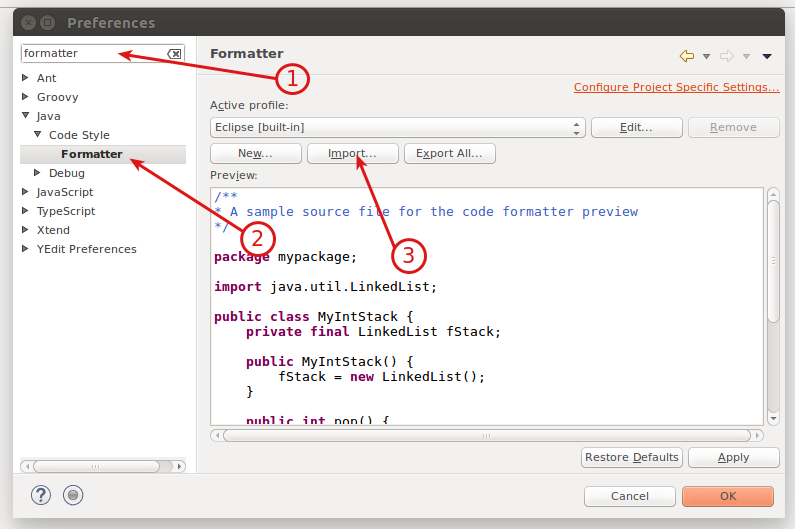 Preferences
formatter
Ant
Groovy
Java
Code Style
Formatter
Debug
JavaScript
TypeScript
Xtend
YEdit Preferences
1
2
3
Formatter
Configure Project Specific Settings...
Active profile:
Eclipse [built-in]
Edit...
Remove
New...
Import...
Export All...
Preview:
/**
* A sample source file for the code formatter preview
*/
package mypackage;
import java.util.LinkedList;
public class MyIntStack {
private final LinkedList fStack;
public MyIntStack() {
fStack = new LinkedList();
}
public int pop() {
Restore Defaults
Apply
?
Cancel
OK